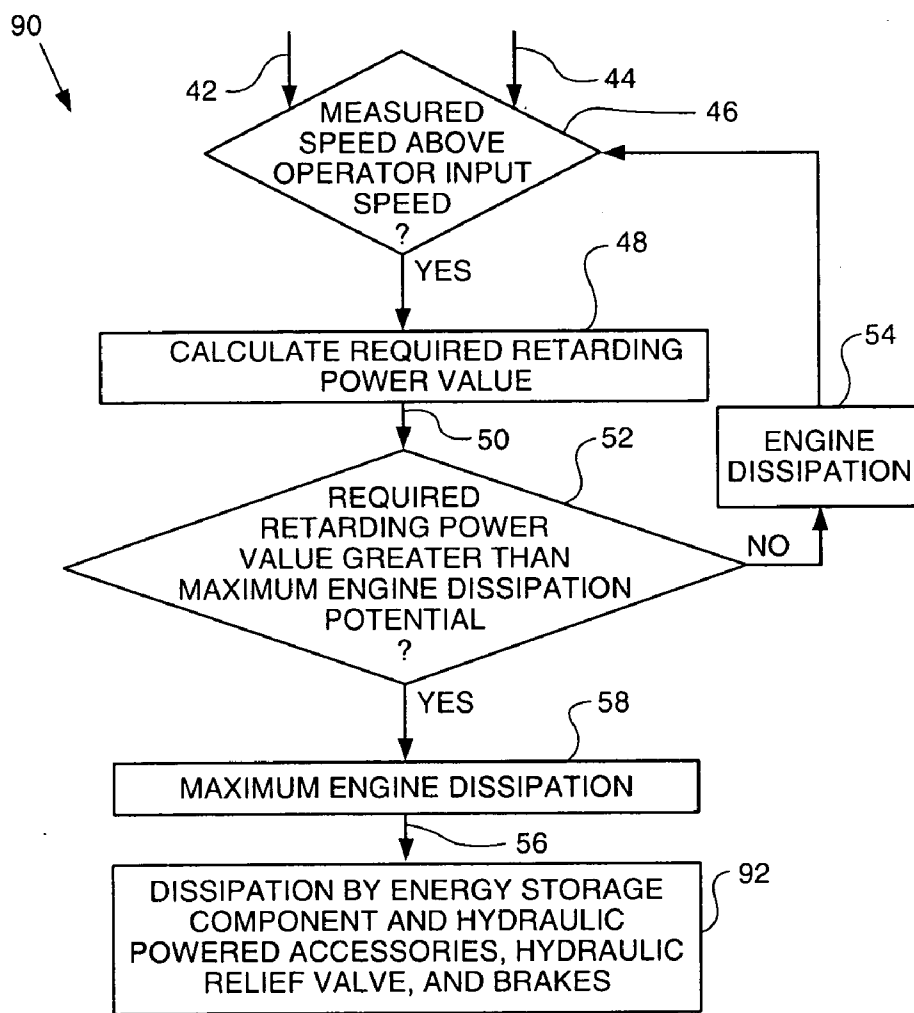 90
42
44
46
MEASURED
SPEED ABOVE
OPERATOR INPUT
SPEED
?
YES
48
CALCULATE REQUIRED RETARDING
POWER VALUE
54
ENGINE
DISSIPATION
50
52
REQUIRED
RETARDING POWER
VALUE GREATER THAN
MAXIMUM ENGINE DISSIPATION
POTENTIAL
?
NO
YES
58
MAXIMUM ENGINE DISSIPATION
56
92
DISSIPATION BY ENERGY STORAGE
COMPONENT AND HYDRAULIC
POWERED ACCESSORIES, HYDRAULIC
RELIEF VALVE, AND BRAKES